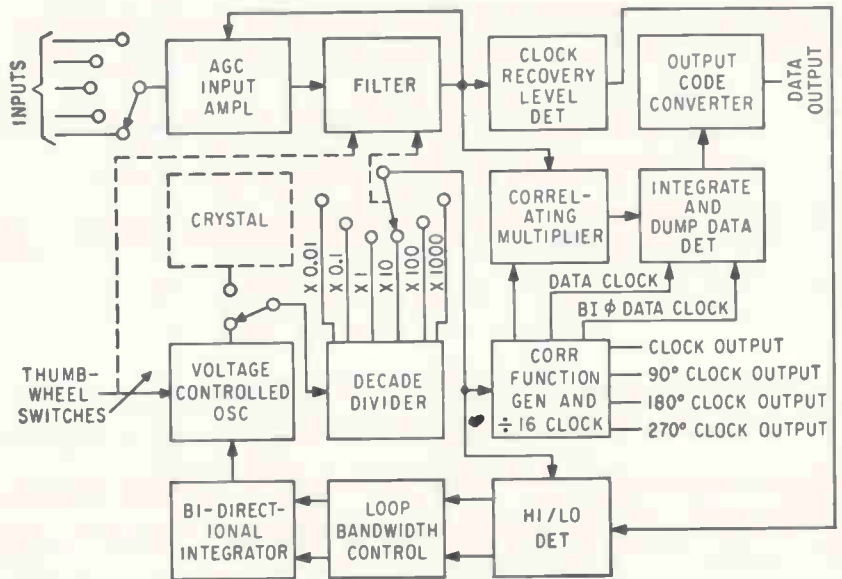 INPUTS
AGC
INPUT
AMPL
FILTER
CLOCK
RECOVERY
LEVEL
DET
OUTPUT
CODE
CONVERTER
DATA
OUTPUT
CRYSTAL
X 0.01
X 0.1
X 1
X 10
X 100
X 1000
CORREL-
ATING
MULTIPLIER
INTEGRATE
AND
DUMP DATA
DET
DATA CLOCK
BI ϕ DATA CLOCK
THUMB-
WHEEL
SWITCHES
VOLTAGE
CONTROLLED
OSC
DECADE
DIVIDER
CORR
FUNCTION
GEN AND
÷ 16 CLOCK
CLOCK OUTPUT
90° CLOCK OUTPUT
180° CLOCK OUTPUT
270° CLOCK OUTPUT
BI-DIRECT-
IONAL
INTEGRATOR
LOOP
BANDWIDTH
CONTROL
HI/LO
DET